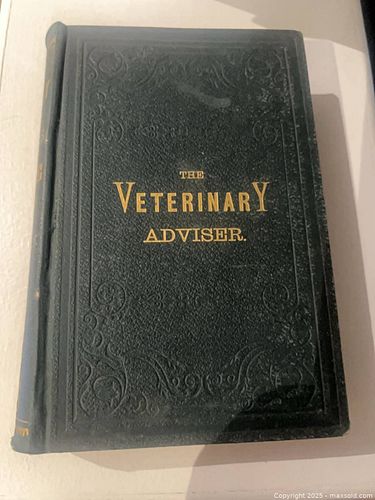 THE
VETERINARY
ADVISER.
Copyright 2025 - maxsold.com